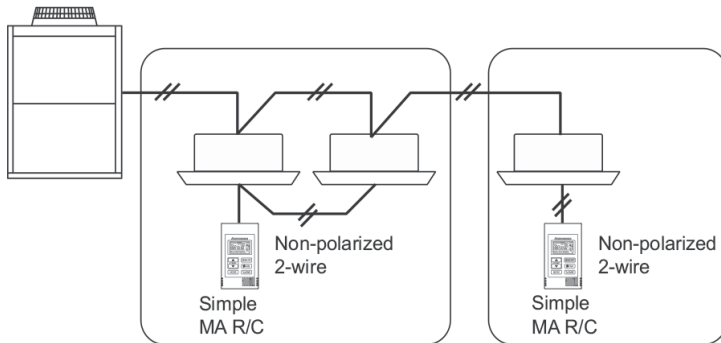 Non-polarized
2-wire
Simple
MA R/C
Non-polarized
2-wire
Simple
MA R/C